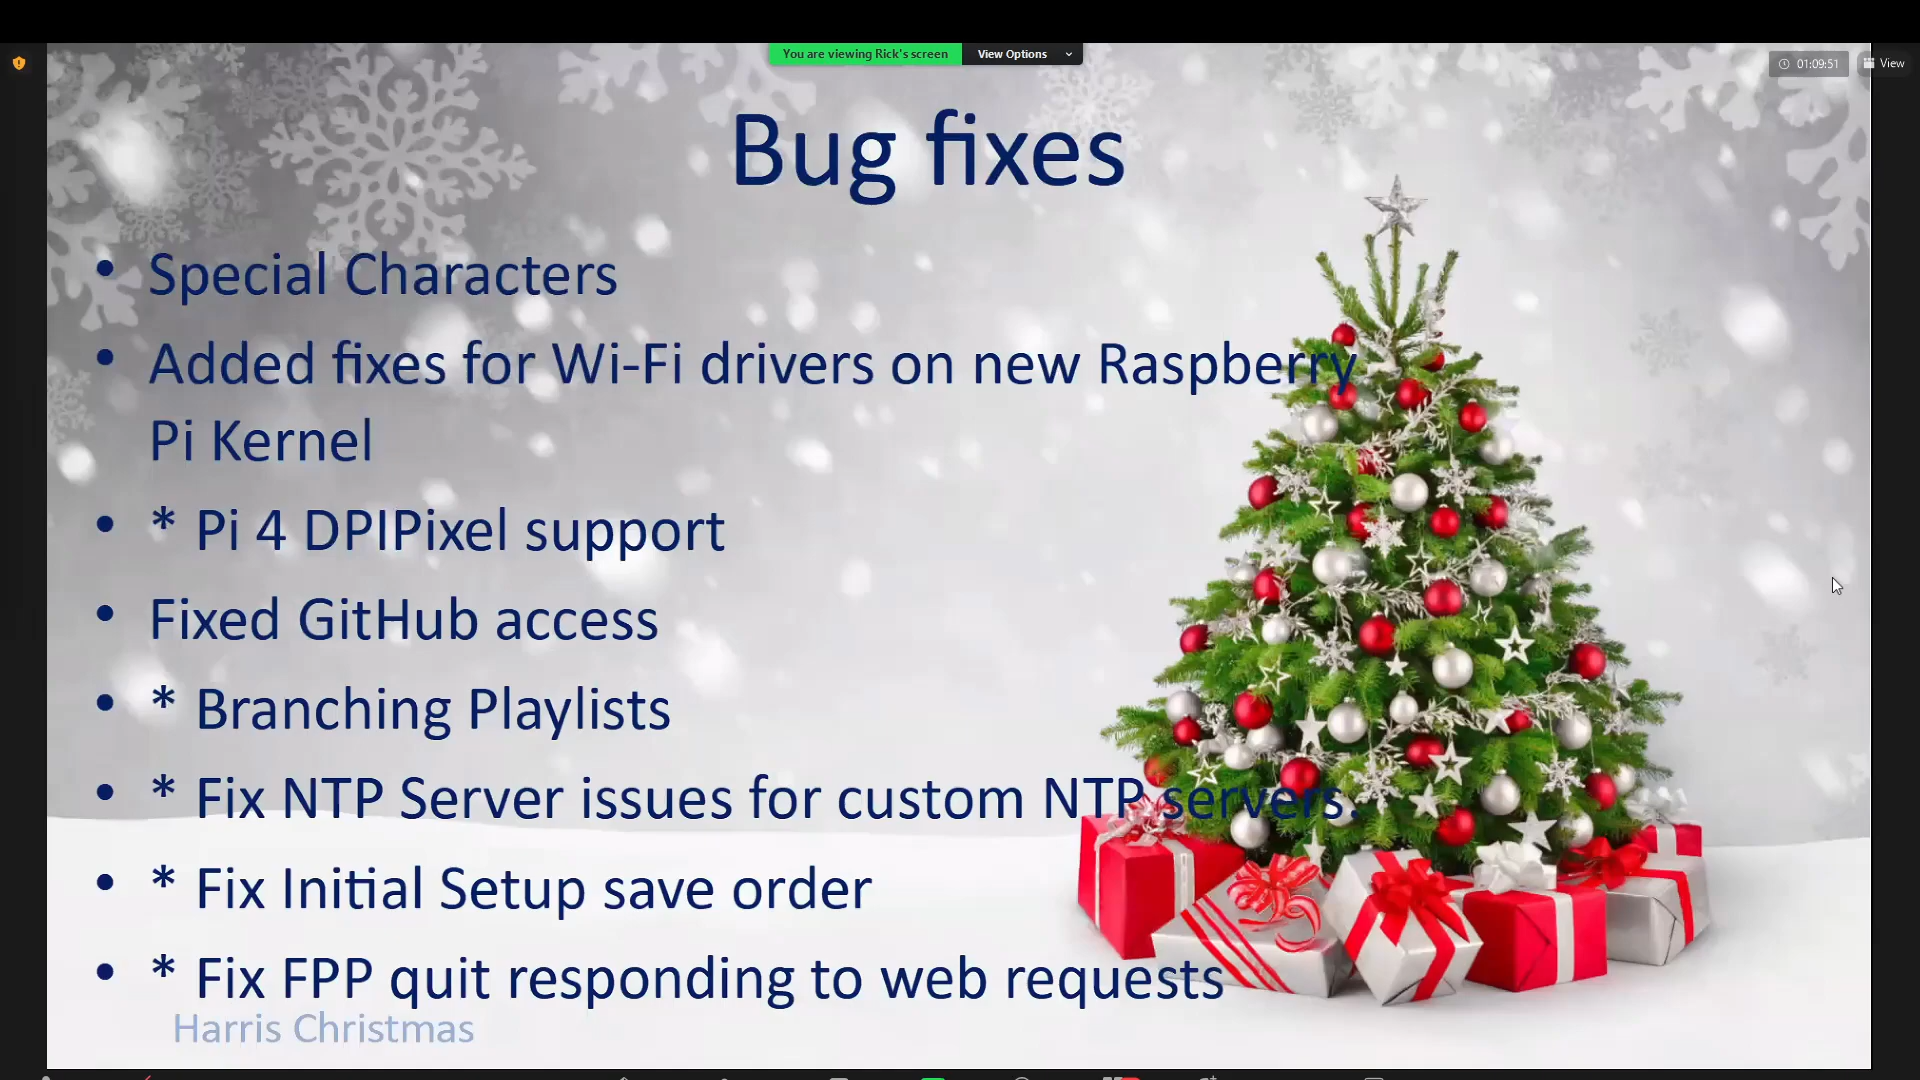 You are viewing Rick's screen View Options
01:09:51 View
Bug fixes
• Special Characters
• Added fixes for Wi-Fi drivers on new Raspberry
Pi Kernel
• * Pi 4 DPIPixel support
• Fixed GitHub access
• * Branching Playlists
• * Fix NTP Server issues for custom NTP servers.
• * Fix Initial Setup save order
• * Fix FPP quit responding to web requests
Harris Christmas